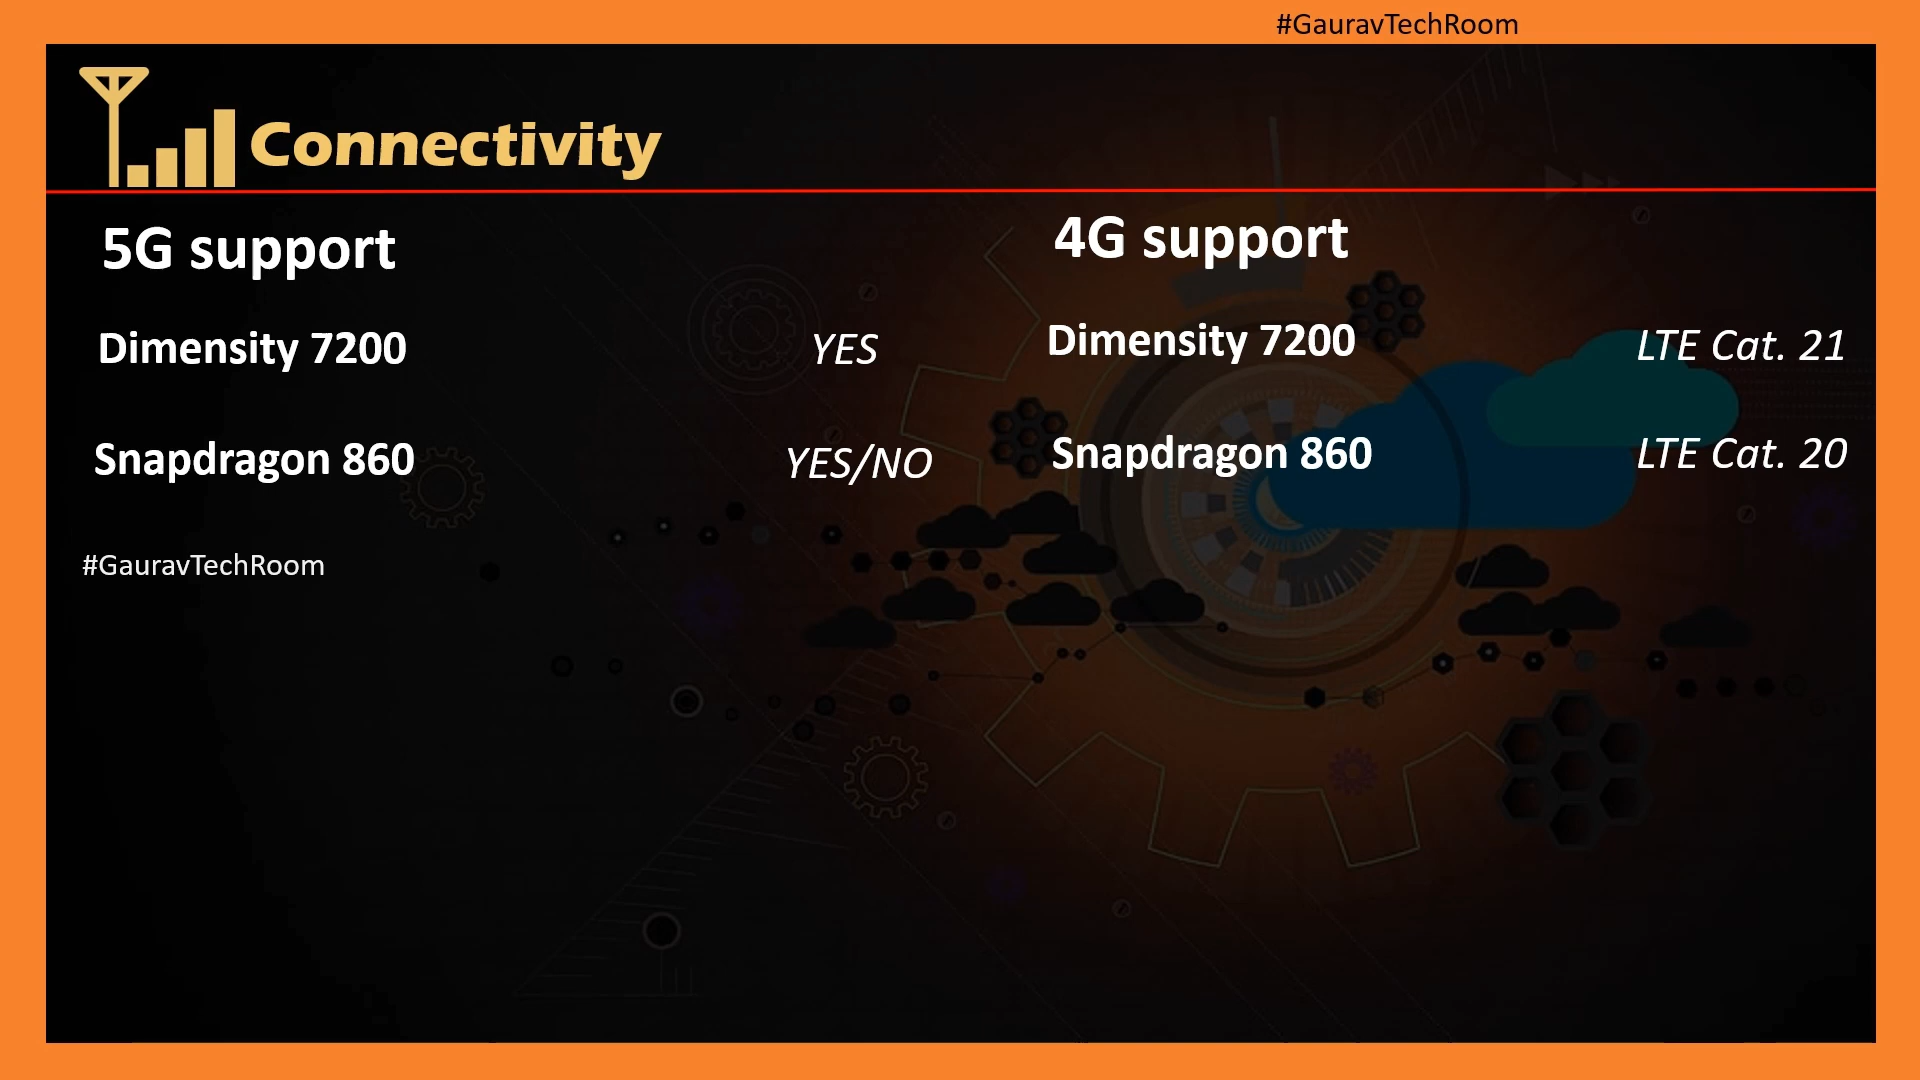 #GauravTechRoom
Connectivity
5G support
Dimensity 7200 YES
Snapdragon 860 YES/NO
#GauravTechRoom
4G support
Dimensity 7200 LTE Cat. 21
Snapdragon 860 LTE Cat. 20